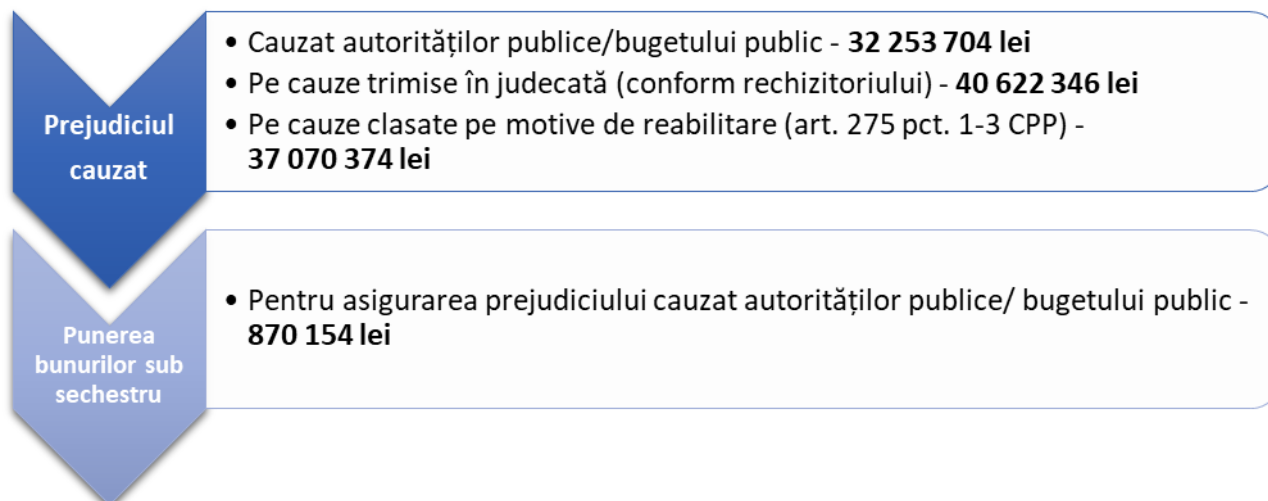 Prejudiciul
cauzat
• Cauzat autorităților publice/bugetului public - 32 253 704 lei
• Pe cauze trimise în judecată (conform rechizitoriului) - 40 622 346 lei
• Pe cauze clasate pe motive de reabilitare (art. 275 pct. 1-3 CPP) -
37 070 374 lei
Punerea
bunurilor sub
sechestru
• Pentru asigurarea prejudiciului cauzat autorităților publice/ bugetului public -
870 154 lei